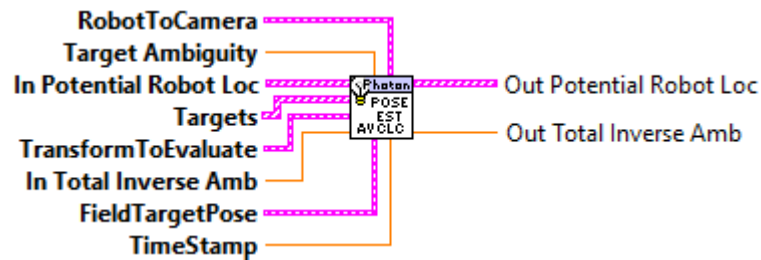 RobotToCamera
Target Ambiguity
In Potential Robot Loc
Targets
TransformToEvaluate
In Total Inverse Amb
FieldTargetPose
TimeStamp
Photon
POSE
EST
AVCLC
Out Potential Robot Loc
Out Total Inverse Amb